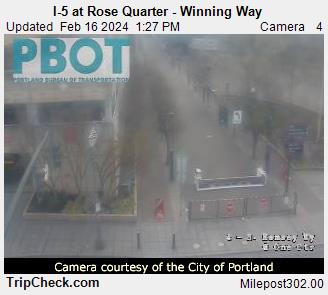 I-5 at Rose Quarter - Winning Way
Updated Feb 16 2024 1:27 PM Camera 4
PBOT
PORTLAND BUREAU OF TRANSPORTATION
Camera courtesy of the City of Portland
TripCheck.com Milepost302.00